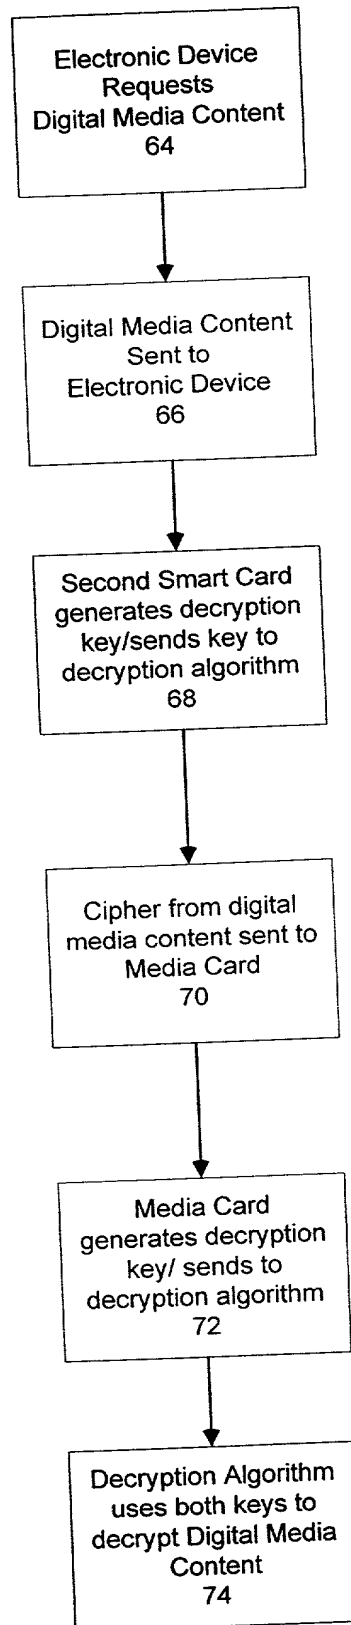 Electronic Device
Requests
Digital Media Content
64
Digital Media Content
Sent to
Electronic Device
66
Second Smart Card
generates decryption
key/sends key to
decryption algorithm
68
Cipher from digital
media content sent to
Media Card
70
Media Card
generates decryption
key/ sends to
decryption algorithm
72
Decryption Algorithm
uses both keys to
decrypt Digital Media
Content
74